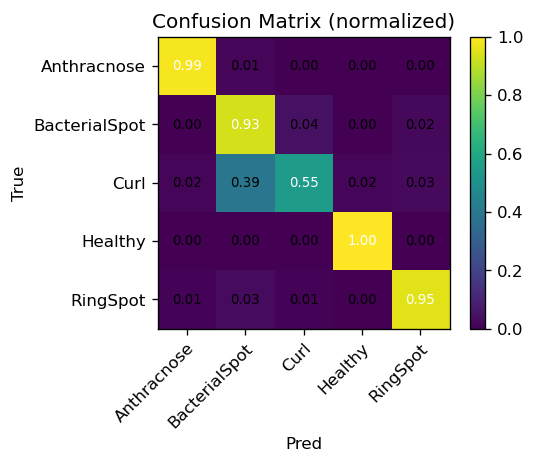 Confusion Matrix (normalized)
True
Anthracnose 0.99 0.01 0.00 0.00 0.00
BacterialSpot 0.00 0.93 0.04 0.00 0.02
Curl 0.02 0.39 0.55 0.02 0.03
Healthy 0.00 0.00 0.00 1.00 0.00
RingSpot 0.01 0.03 0.01 0.00 0.95
Anthracnose BacterialSpot Curl Healthy RingSpot
Pred
1.0
0.8
0.6
0.4
0.2
0.0